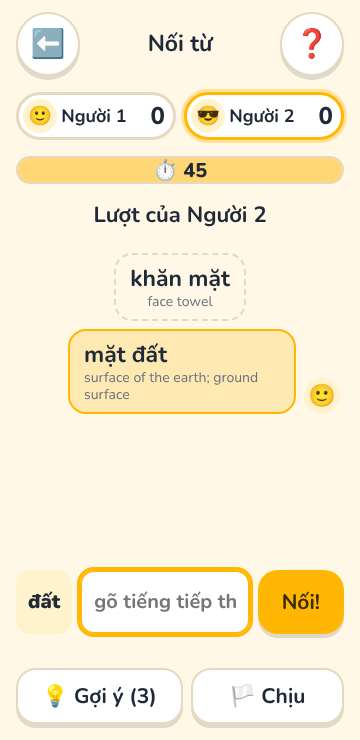 Nối từ
Người 1 0
Người 2 0
45
Lượt của Người 2
khăn mặt
face towel
mặt đất
surface of the earth; ground
surface
đất
gõ tiếng tiếp th
Nối!
Gợi ý (3)
Chịu